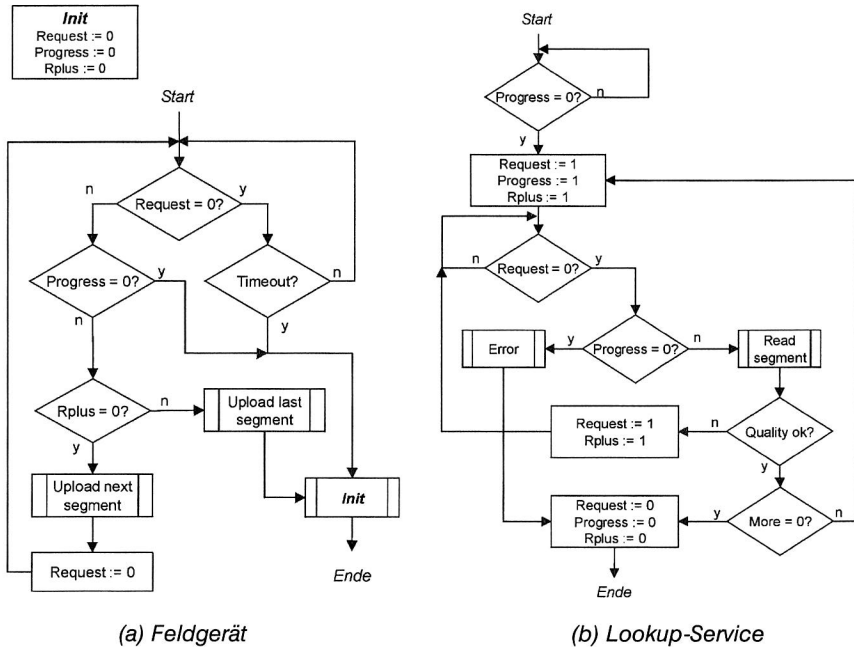 Init
Request := 0
Progress := 0
Rplus := 0
Start
Request = 0?
n
y
Progress = 0?
y
n
Timeout?
n
y
Rplus = 0?
n
y
Upload last
segment
Upload next
segment
Init
Request := 0
Ende
(a) Feldgerät
Start
Progress = 0?
n
y
Request := 1
Progress := 1
Rplus := 1
Request = 0?
n
y
Error
y
Progress = 0?
n
Read
segment
Request := 1
Rplus := 1
n
Quality ok?
y
Request := 0
Progress := 0
Rplus := 0
y
More = 0?
n
Ende
(b) Lookup-Service